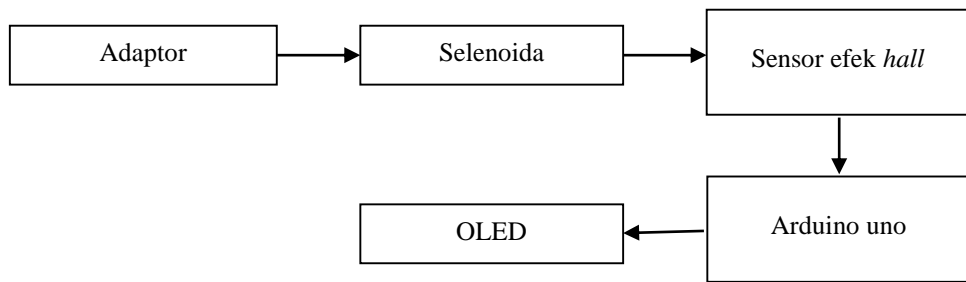 Adaptor
Selenoida
Sensor efek hall
Arduino uno
OLED